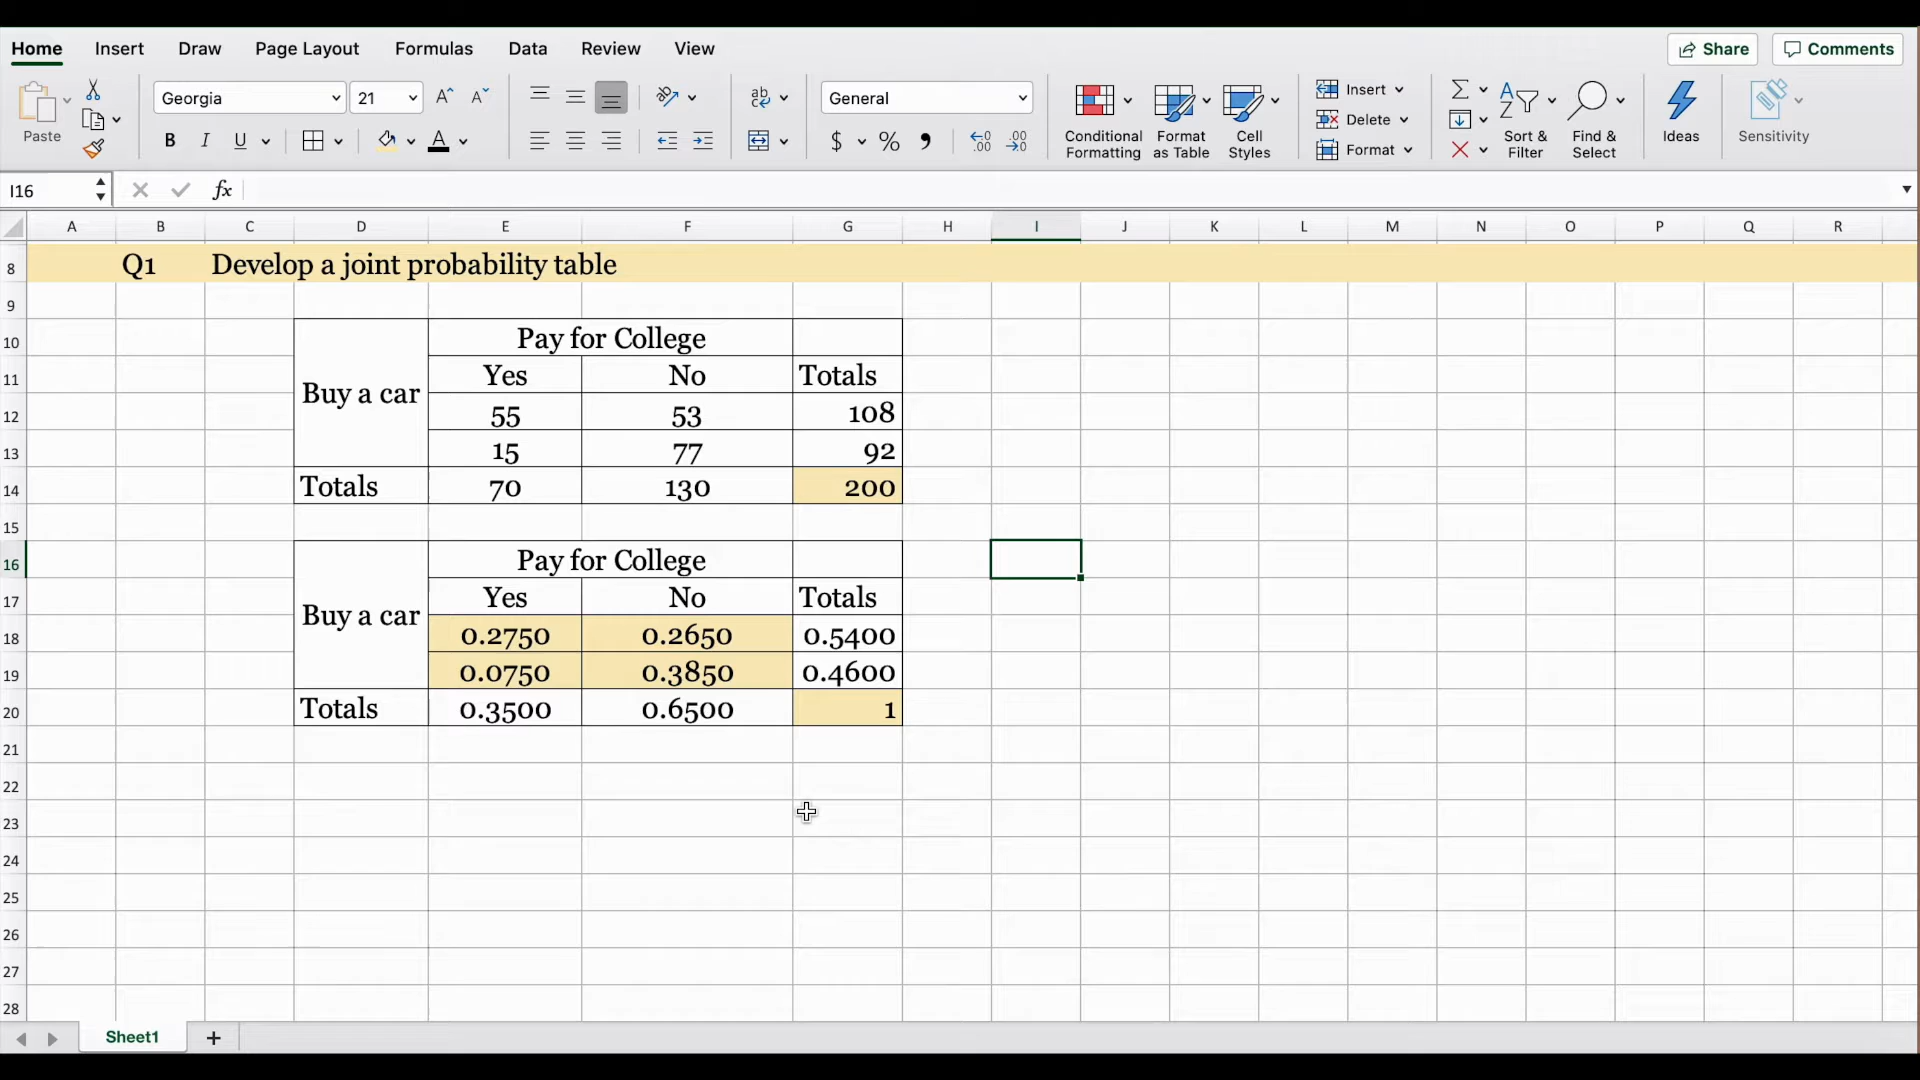 Home Insert Draw Page Layout Formulas Data Review View Share Comments
Paste Georgia 21 A A ab General Insert Σ A Z
B I U A $ % Delete
Conditional Formatting Format as Table Cell Styles Format Sort & Filter Find & Select Ideas Sensitivity
I16 fx
A B C D E F G H I J K L M N O P Q R
8 Q1 Develop a joint probability table
9
10 Pay for College
11 Buy a car Yes No Totals
12 55 53 108
13 15 77 92
14 Totals 70 130 200
15
16 Pay for College
17 Buy a car Yes No Totals
18 0.2750 0.2650 0.5400
19 0.0750 0.3850 0.4600
20 Totals 0.3500 0.6500 1
21
22
23
24
25
26
27
28
Sheet1 +